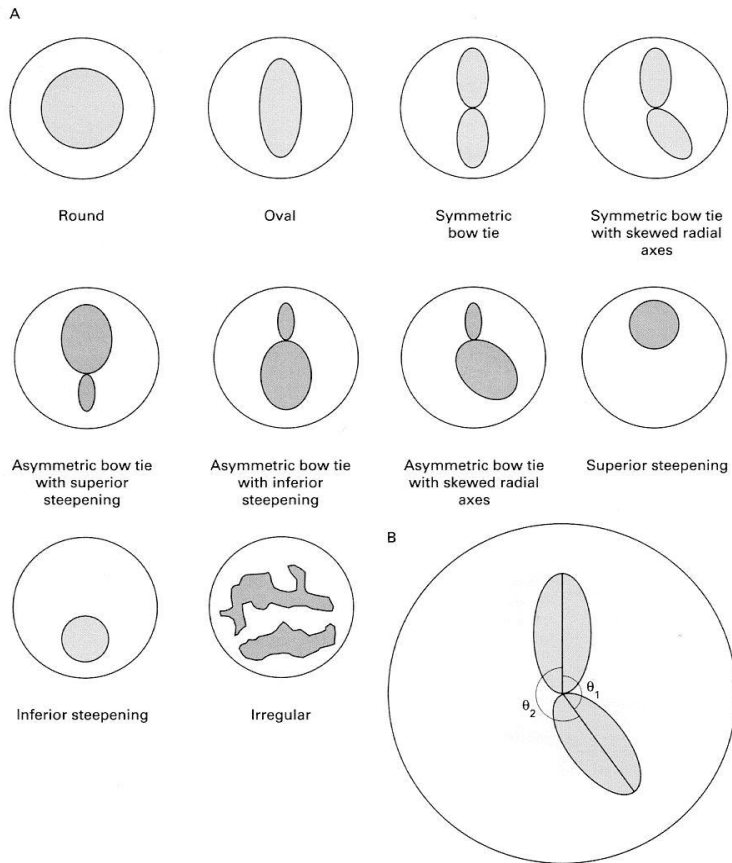 A
Round
Oval
Symmetric
bow tie
Symmetric bow tie
with skewed radial
axes
Asymmetric bow tie
with superior
steepening
Asymmetric bow tie
with inferior
steepening
Asymmetric bow tie
with skewed radial
axes
Superior steepening
Inferior steepening
Irregular
B
θ1
θ2